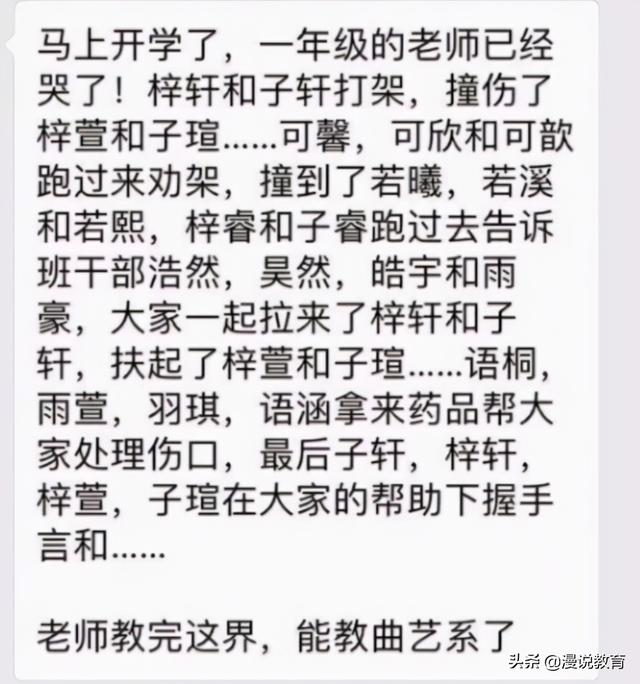 马上开学了，一年级的老师已经
哭了！梓轩和子轩打架，撞伤了
梓萱和子瑄……可馨，可欣和可歆
跑过来劝架，撞到了若曦，若溪
和若熙，梓睿和子睿跑过去告诉
班干部浩然，昊然，皓宇和雨
豪，大家一起拉来了梓轩和子
轩，扶起了梓萱和子瑄……语桐，
雨萱，羽琪，语涵拿来药品帮大
家处理伤口，最后子轩，梓轩，
梓萱，子瑄在大家的帮助下握手
言和……
老师教完这界，能教曲艺系了
头条 @漫说教育